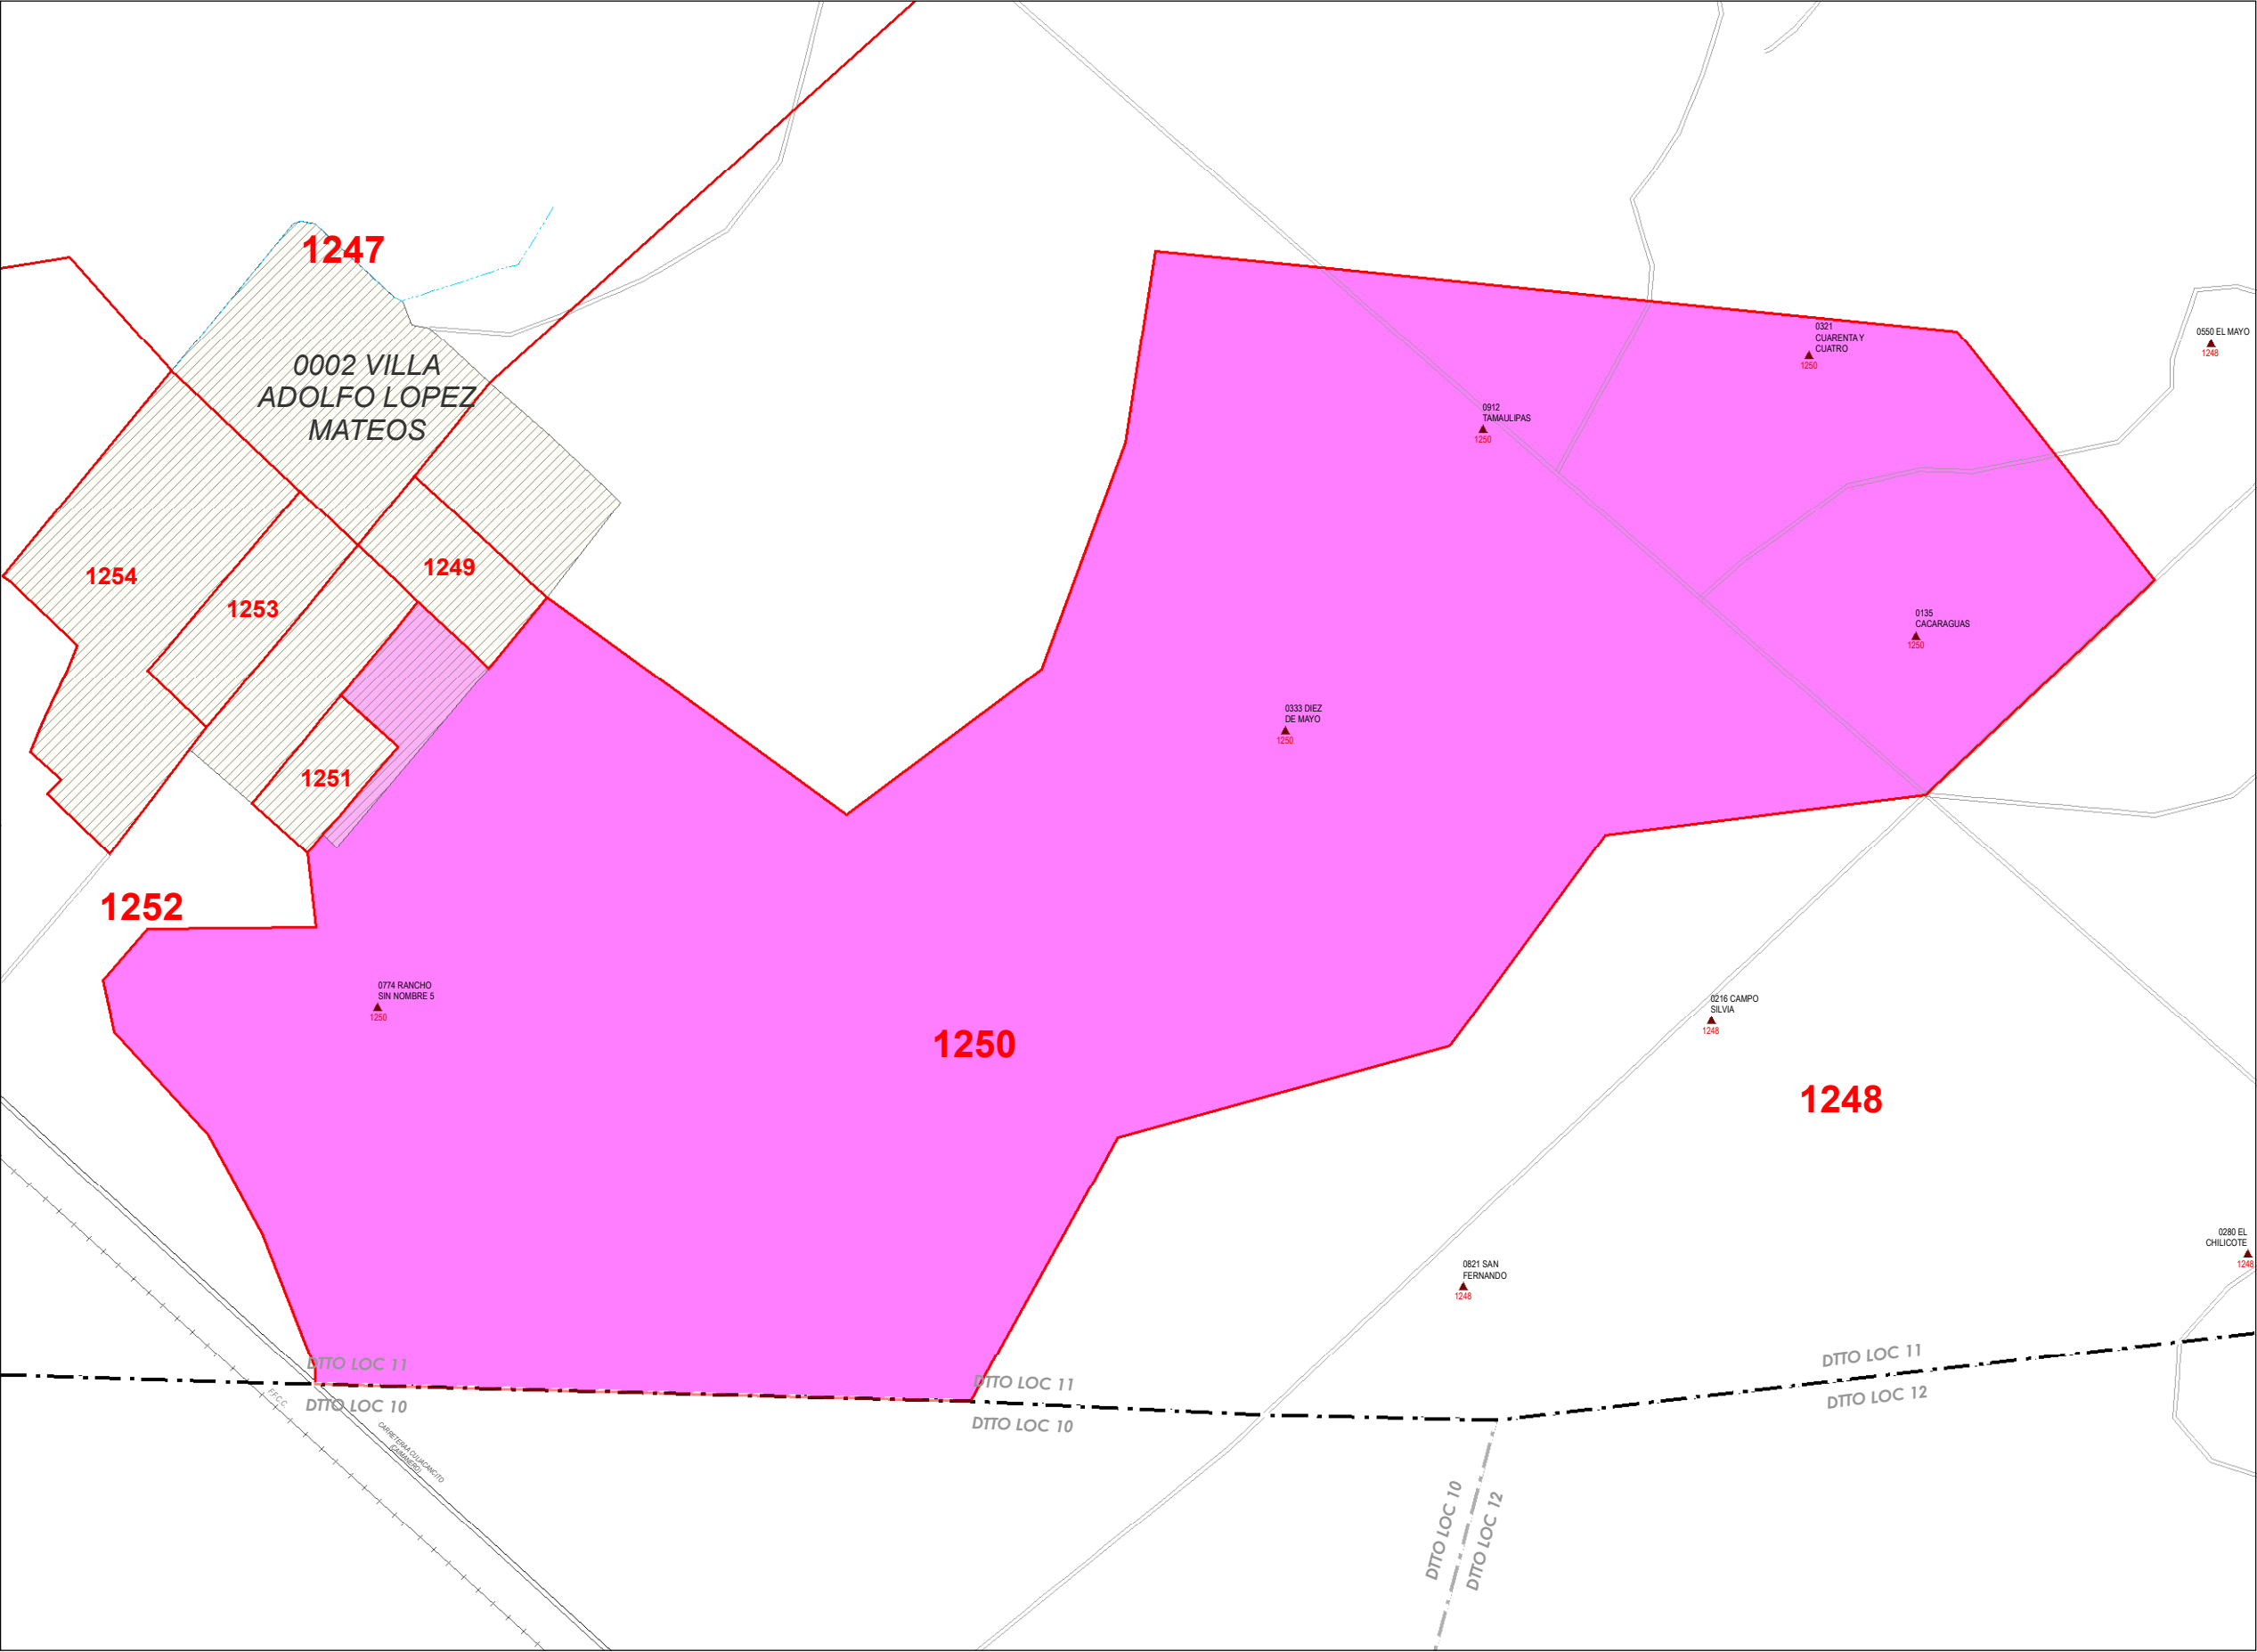 1247
0002 VILLA
ADOLFO LOPEZ
MATEOS
0321
CUARENTA Y
CUATRO
1250
0550 EL MAYO
1248
0912
TAMAULIPAS
1250
1254
1253
1249
0135
CACARAGUAS
1250
0333 DIEZ
DE MAYO
1250
1251
1252
0774 RANCHO
SIN NOMBRE 5
1250
1250
0216 CAMPO
SILVIA
1248
1248
0280 EL
CHILICOTE
1248
0821 SAN
FERNANDO
1248
DTTO LOC 11
DTTO LOC 10
DTTO LOC 11
DTTO LOC 10
DTTO LOC 11
DTTO LOC 12
F.F.C.C.
CARRETERA A CULIACANCITO
(CAIMANERO)
DTTO LOC 10
DTTO LOC 12